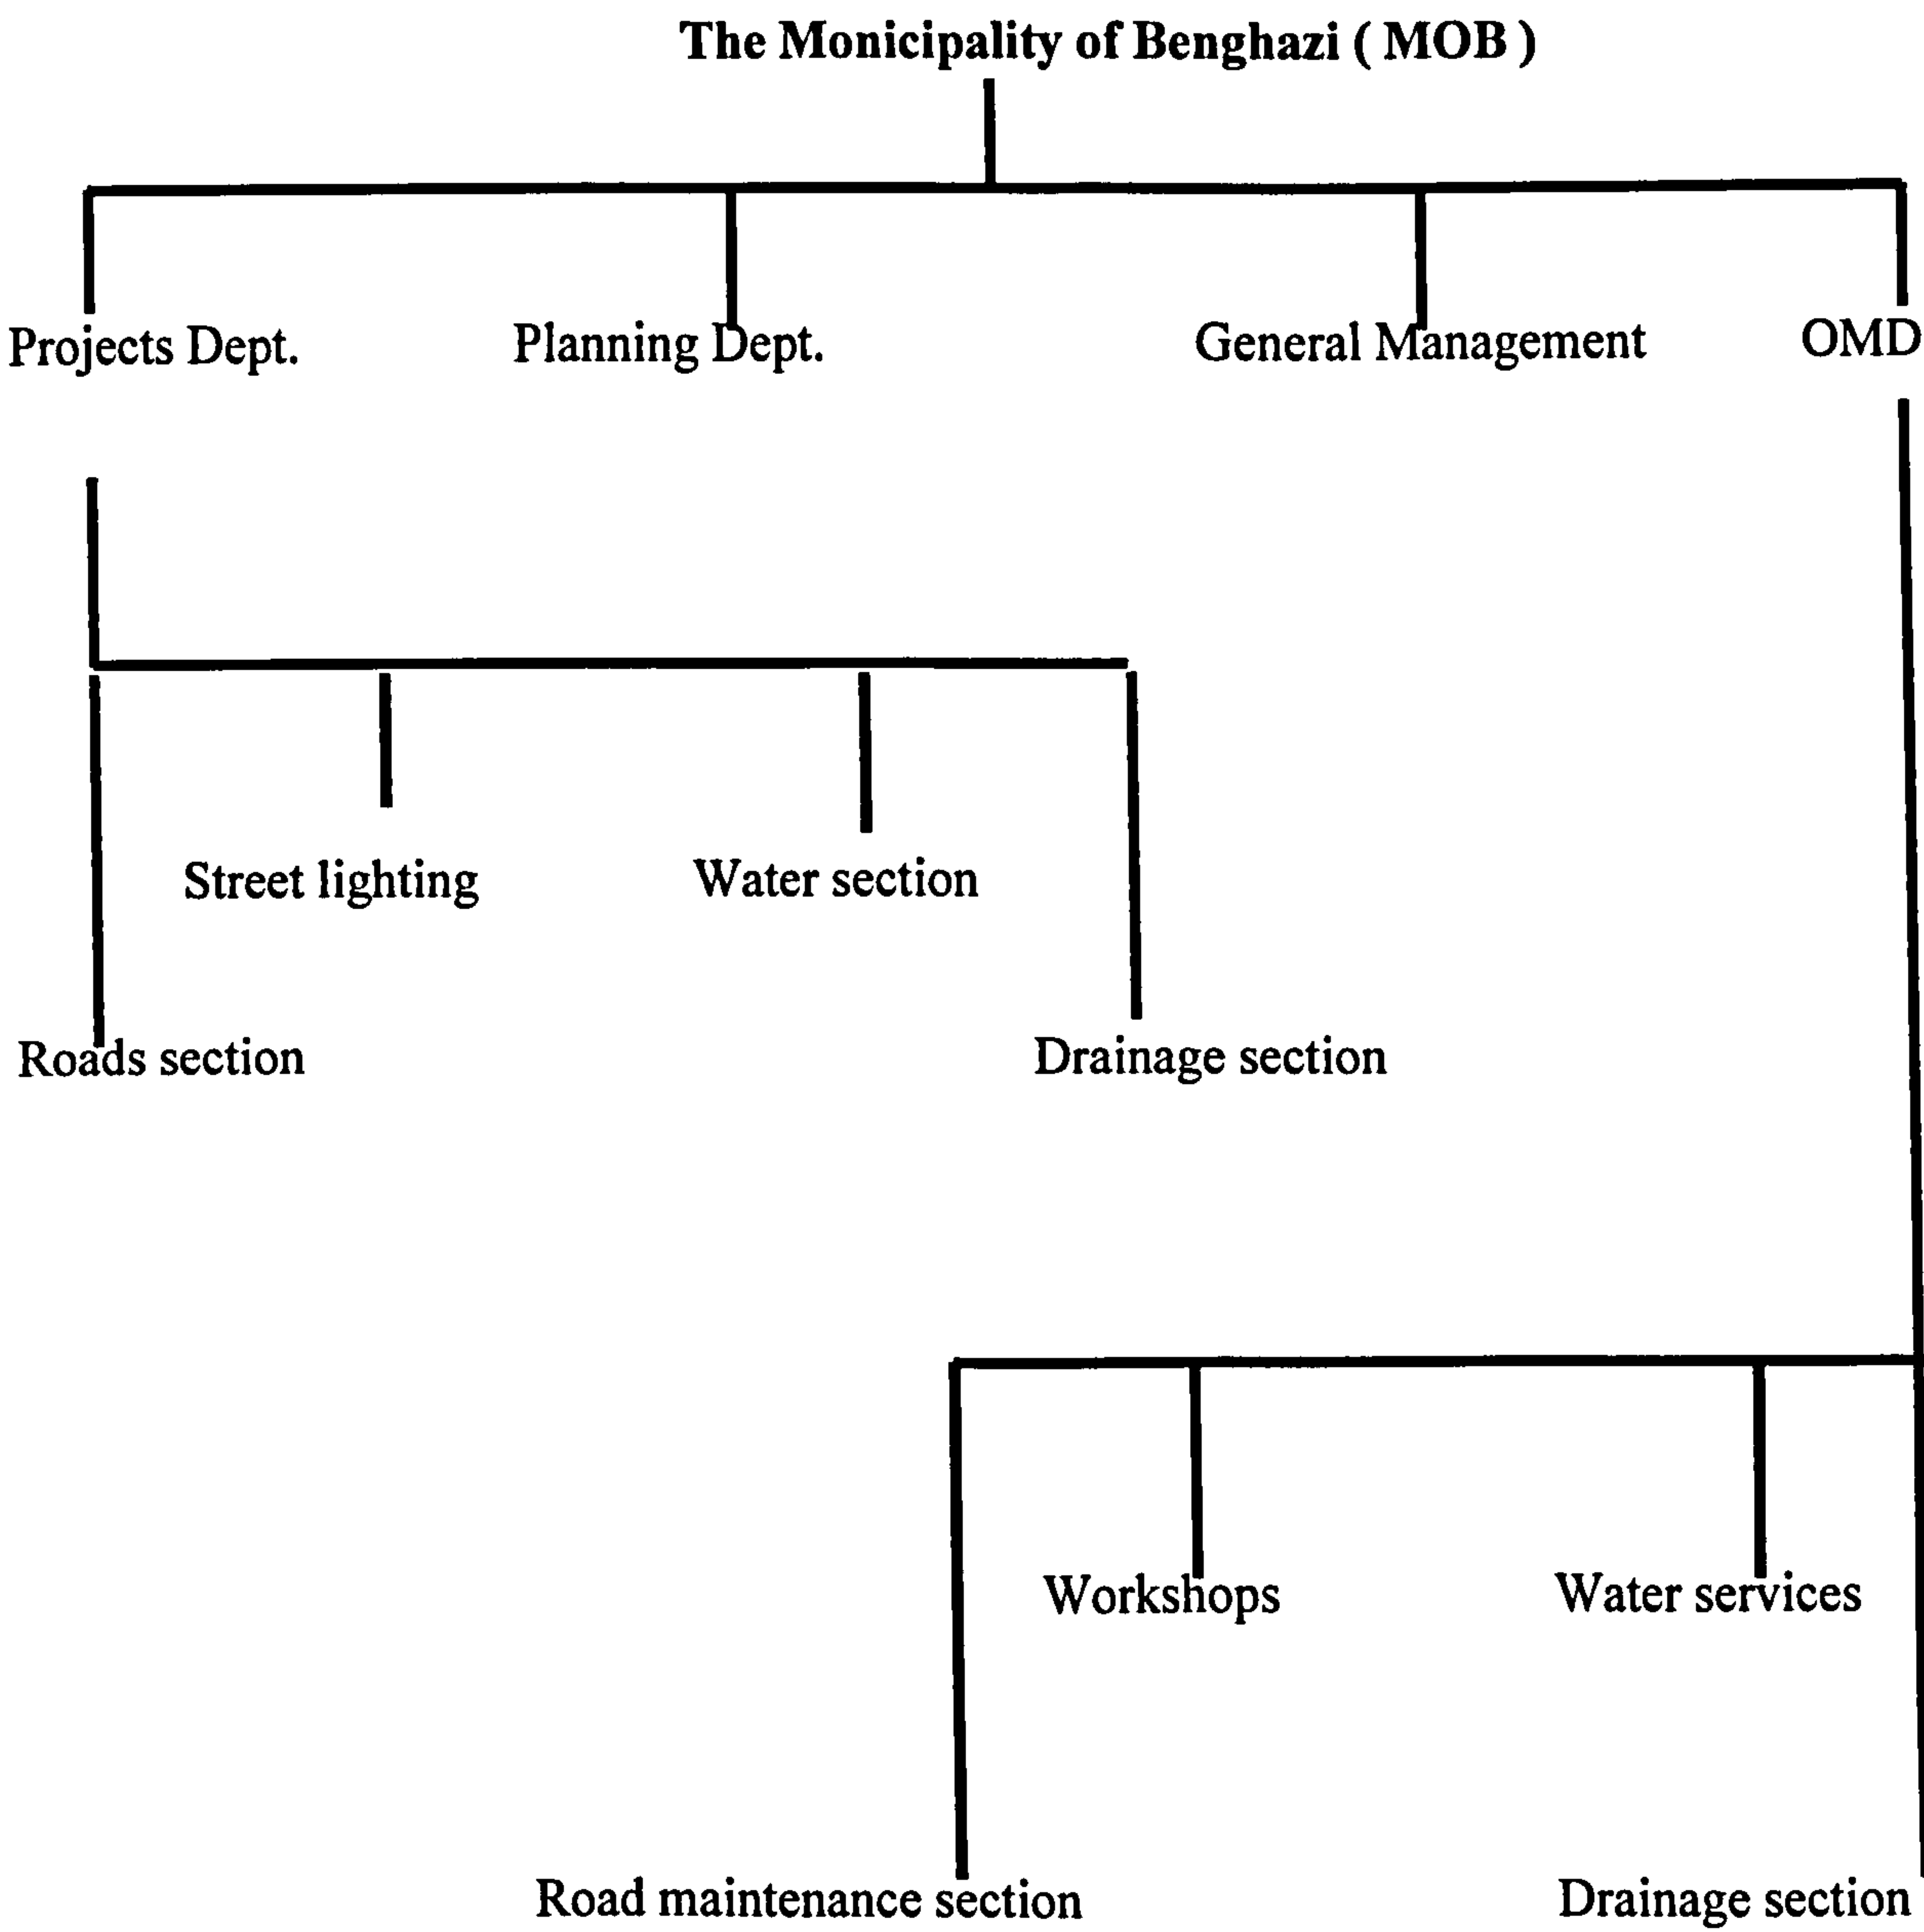 The Monicipality of Benghazi ( MOB )
Projects Dept.
Planning Dept.
General Management
OMD
Street lighting
Water section
Roads section
Drainage section
Workshops
Water services
Road maintenance section
Drainage section